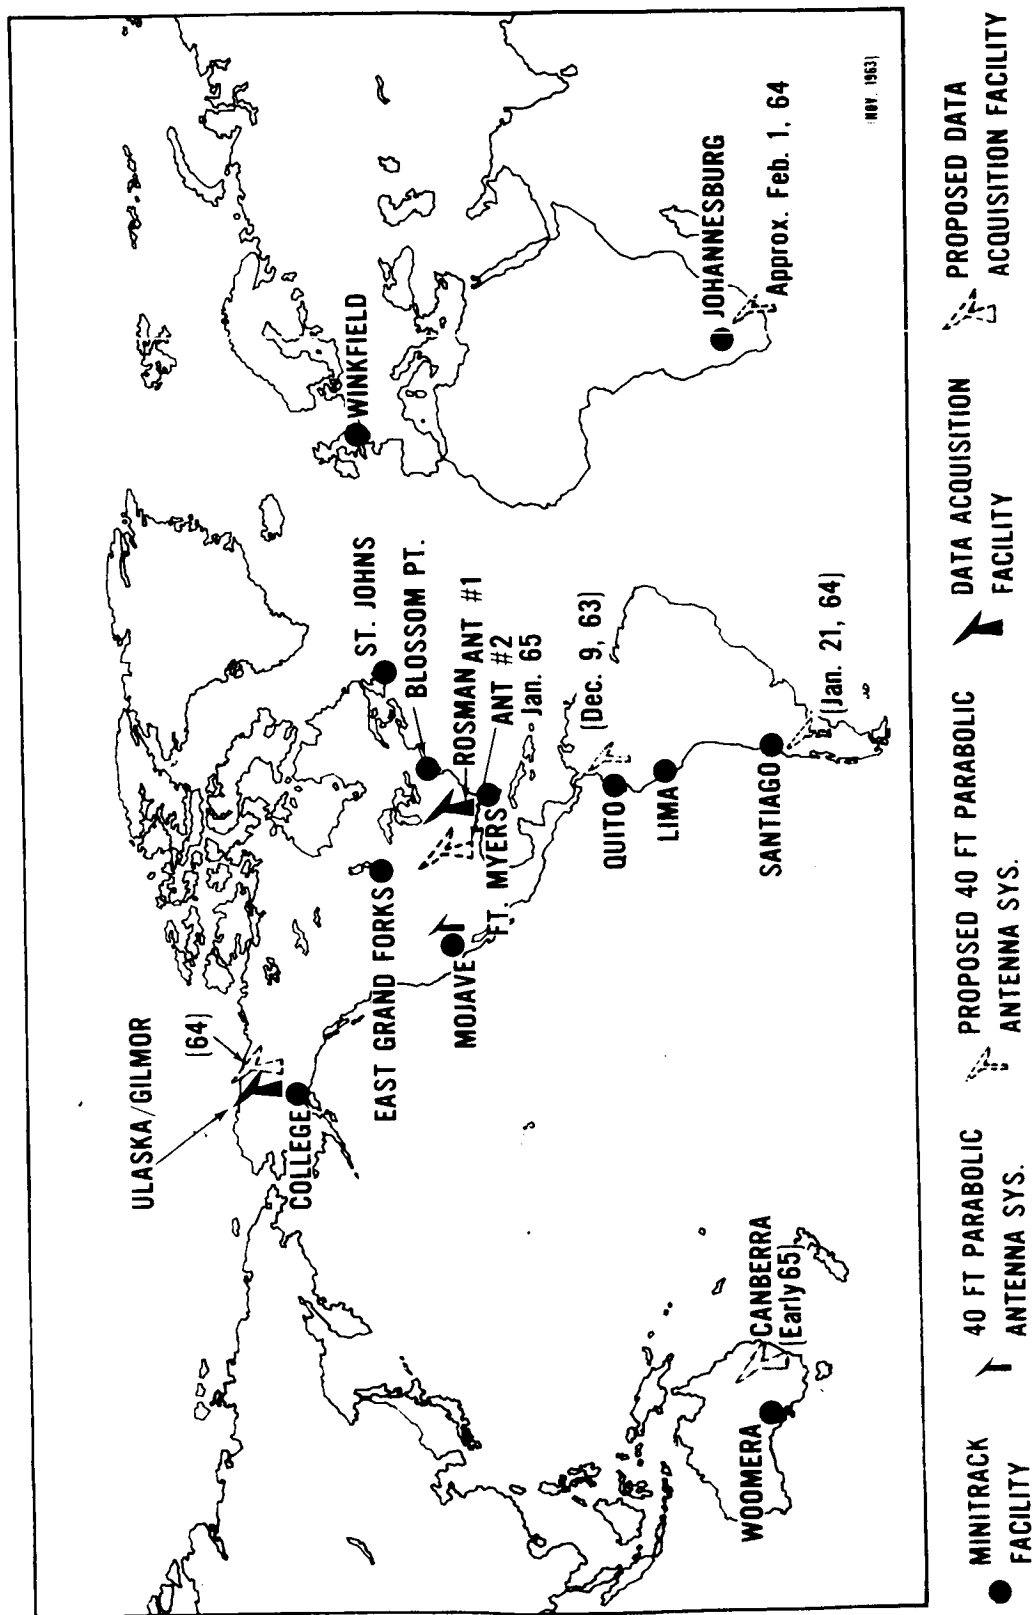 ULASKA/GILMOR
(64)
COLLEGE
EAST GRAND FORKS
MOJAVE
FT. MYERS
ST. JOHNS
BLOSSOM PT.
ROSMAN ANT #1
ANT #2
Jan. 65
(Dec. 9, 63)
QUITO
LIMA
SANTIAGO
(Jan. 21, 64)
WINKFIELD
JOHANNESBURG
Approx. Feb. 1, 64
WOOMERA
CANBERRA
(Early 65)
(NOV. 1963)
MINITRACK
FACILITY
40 FT PARABOLIC
ANTENNA SYS.
PROPOSED 40 FT PARABOLIC
ANTENNA SYS.
DATA ACQUISITION
FACILITY
PROPOSED DATA
ACQUISITION FACILITY